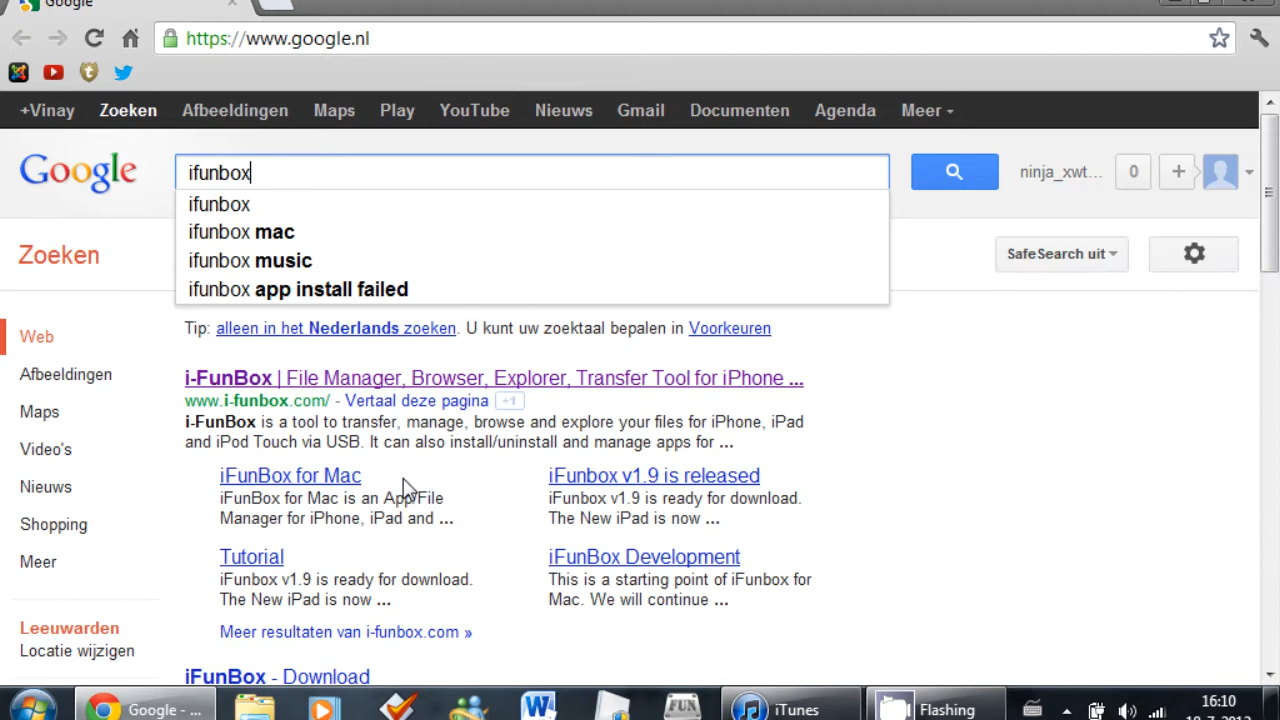 Google
https://www.google.nl
+Vinay Zoeken Afbeeldingen Maps Play YouTube Nieuws Gmail Documenten Agenda Meer
Google ifunbox ninja_xwt... 0 +
ifunbox
ifunbox mac
ifunbox music
ifunbox app install failed
Zoeken SafeSearch uit
Tip: alleen in het Nederlands zoeken. U kunt uw zoektaal bepalen in Voorkeuren
Web
Afbeeldingen
Maps
Video's
Nieuws
Shopping
Meer
Leeuwarden
Locatie wijzigen
i-FunBox | File Manager, Browser, Explorer, Transfer Tool for iPhone ...
www.i-funbox.com/ - Vertaal deze pagina +1
i-FunBox is a tool to transfer, manage, browse and explore your files for iPhone, iPad
and iPod Touch via USB. It can also install/uninstall and manage apps for ...
iFunBox for Mac
iFunBox for Mac is an App/File
Manager for iPhone, iPad and ...
iFunbox v1.9 is released
iFunbox v1.9 is ready for download.
The New iPad is now ...
Tutorial
iFunbox v1.9 is ready for download.
The New iPad is now ...
iFunBox Development
This is a starting point of iFunbox for
Mac. We will continue ...
Meer resultaten van i-funbox.com »
iFunBox - Download
Google - ... FUN iTunes Flashing 16:10